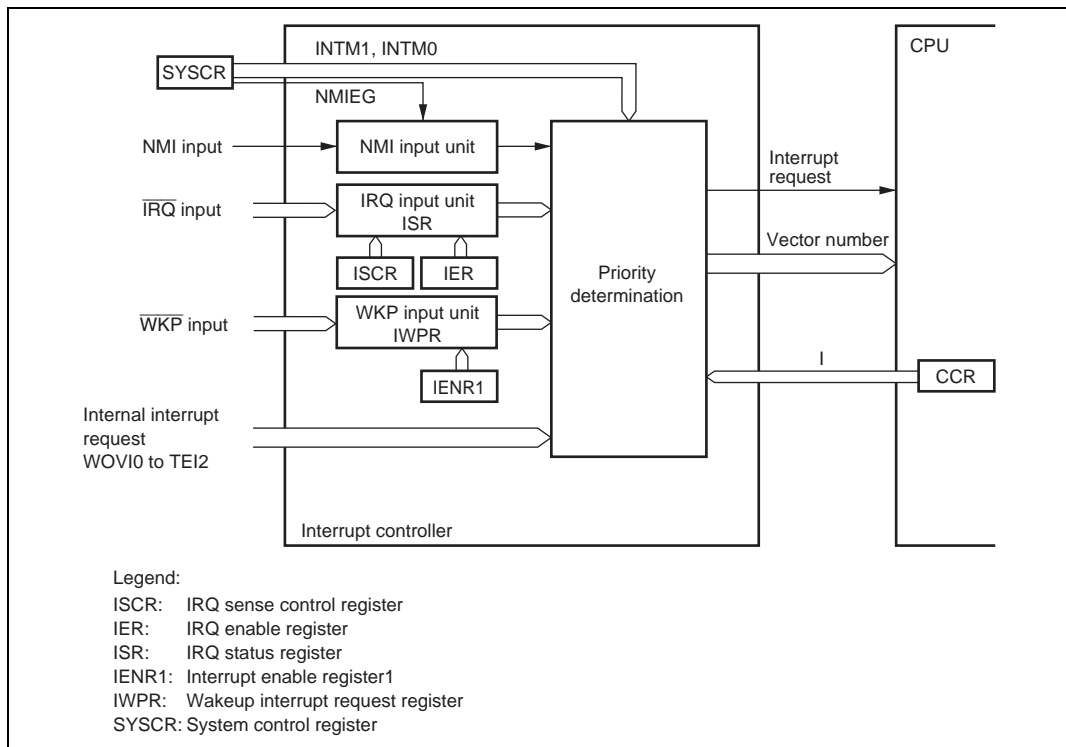 INTM1, INTM0
CPU
SYSCR
NMIEG
NMI input
NMI input unit
Interrupt
request
IRQ input
IRQ input unit
ISR
Vector number
ISCR
IER
Priority
determination
WKP input
WKP input unit
IWPR
I
CCR
IENR1
Internal interrupt
request
WOVI0 to TEI2
Interrupt controller
Legend:
ISCR: IRQ sense control register
IER: IRQ enable register
ISR: IRQ status register
IENR1: Interrupt enable register1
IWPR: Wakeup interrupt request register
SYSCR: System control register